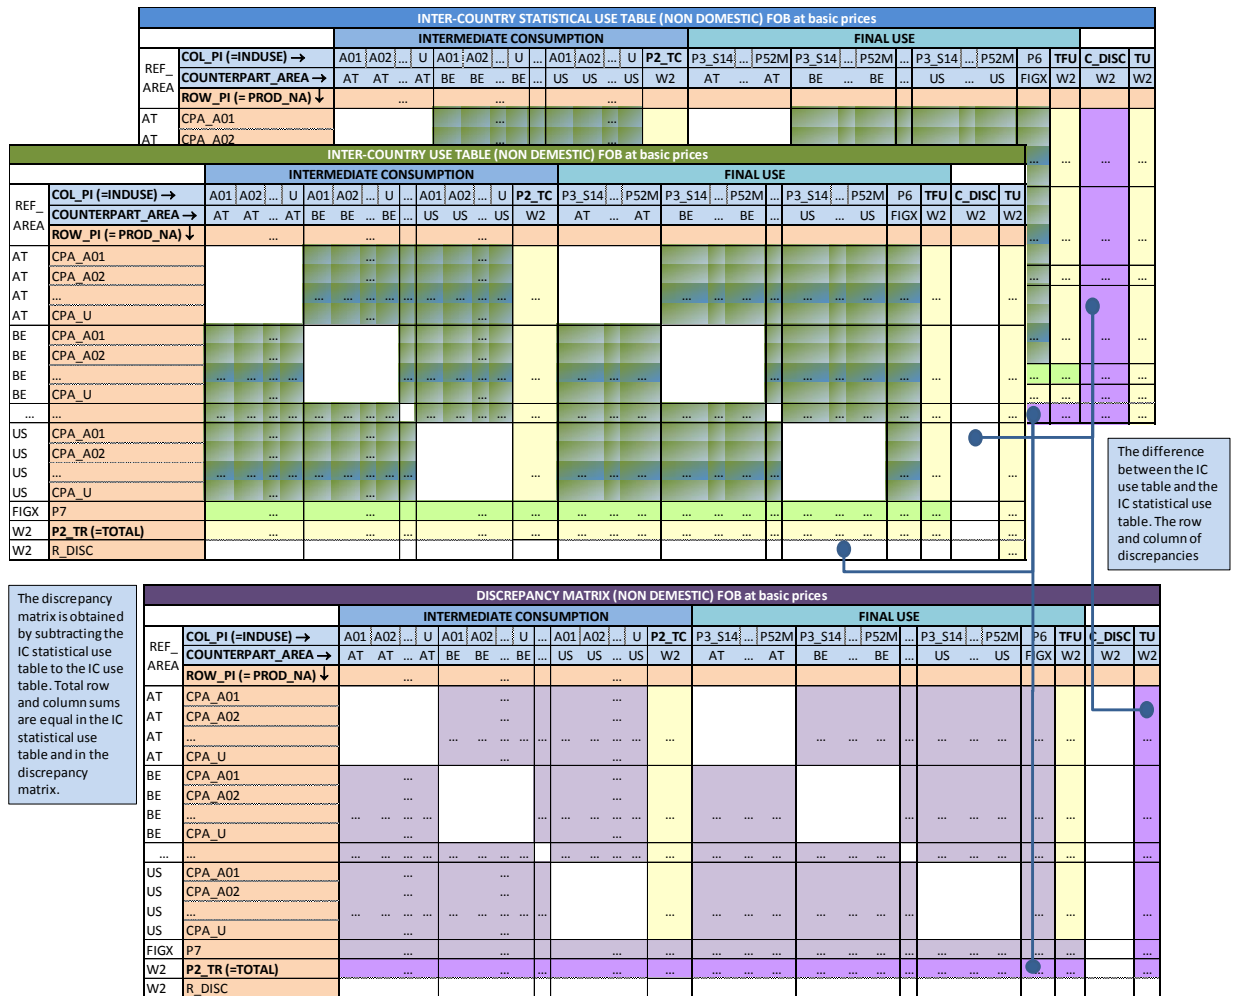 INTER-COUNTRY STATISTICAL USE TABLE (NON DOMESTIC) FOB at basic prices
INTERMEDIATE CONSUMPTION FINAL USE
REF_AREA COL_PI (=INDUSE) → A01 A02 ... U A01 A02 ... U ... A01 A02 ... U P2_TC P3_S14 ... P52M P3_S14 ... P52M ... P3_S14 ... P52M P6 TFU C_DISC TU
COUNTERPART_AREA → AT AT ... AT BE BE ... BE ... US US ... US W2 AT ... AT BE ... BE ... US ... US FIGX W2 W2 W2
ROW_PI (= PROD_NA) ↓ ... ... ...
AT CPA_A01 ... ...
AT CPA_A02 ... ...
... ... ... ...
... ... ... ...
... ... ... ...
... ... ... ...
... ... ... ...
... ... ... ...
... ... ... ...
INTER-COUNTRY USE TABLE (NON DEMESTIC) FOB at basic prices
INTERMEDIATE CONSUMPTION FINAL USE
REF_AREA COL_PI (=INDUSE) → A01 A02 ... U A01 A02 ... U ... A01 A02 ... U P2_TC P3_S14 ... P52M P3_S14 ... P52M ... P3_S14 ... P52M P6 TFU C_DISC TU
COUNTERPART_AREA → AT AT ... AT BE BE ... BE ... US US ... US W2 AT ... AT BE ... BE ... US ... US FIGX W2 W2 W2
ROW_PI (= PROD_NA) ↓ ... ... ...
AT CPA_A01 ... ...
AT CPA_A02 ... ...
AT ... ... ... ... ... ... ... ... ... ... ... ... ... ... ... ... ... ... ... ...
AT CPA_U ... ...
BE CPA_A01 ... ...
BE CPA_A02 ... ...
BE ... ... ... ... ... ... ... ... ... ... ... ... ... ... ... ... ... ... ... ...
BE CPA_U ... ...
... ... ... ... ... ... ... ... ... ... ... ... ... ... ... ... ... ... ... ... ... ... ... ... ... ...
US CPA_A01 ... ...
US CPA_A02 ... ...
US ... ... ... ... ... ... ... ... ... ... ... ... ... ... ... ... ... ... ... ...
US CPA_U ... ...
FIGX P7 ... ... ... ... ... ... ... ... ... ... ... ... ... ... ...
W2 P2_TR (=TOTAL) ... ... ... ... ... ... ... ... ... ... ... ... ... ... ... ...
W2 R_DISC ...
The difference
between the IC
use table and the
IC statistical use
table. The row
and column of
discrepancies
The discrepancy
matrix is obtained
by subtracting the
IC statistical use
table to the IC use
table. Total row
and column sums
are equal in the IC
statistical use
table and in the
discrepancy
matrix.
DISCREPANCY MATRIX (NON DEMESTIC) FOB at basic prices
INTERMEDIATE CONSUMPTION FINAL USE
REF_AREA COL_PI (=INDUSE) → A01 A02 ... U A01 A02 ... U ... A01 A02 ... U P2_TC P3_S14 ... P52M P3_S14 ... P52M ... P3_S14 ... P52M P6 TFU C_DISC TU
COUNTERPART_AREA → AT AT ... AT BE BE ... BE ... US US ... US W2 AT ... AT BE ... BE ... US ... US FIGX W2 W2 W2
ROW_PI (= PROD_NA) ↓ ... ... ...
AT CPA_A01 ... ...
AT CPA_A02 ... ...
AT ... ... ... ... ... ... ... ... ... ... ... ... ... ... ... ... ... ... ... ...
AT CPA_U ... ...
BE CPA_A01 ... ...
BE CPA_A02 ... ...
BE ... ... ... ... ... ... ... ... ... ... ... ... ... ... ... ... ... ... ... ...
BE CPA_U ... ...
... ... ... ... ... ... ... ... ... ... ... ... ... ... ... ... ... ... ... ... ... ... ... ... ... ...
US CPA_A01 ... ...
US CPA_A02 ... ...
US ... ... ... ... ... ... ... ... ... ... ... ... ... ... ... ... ... ... ... ...
US CPA_U ... ...
FIGX P7 ... ... ... ... ... ... ... ... ... ... ... ... ... ...
W2 P2_TR (=TOTAL) ... ... ... ... ... ... ... ... ... ... ... ... ... ... ... ...
W2 R_DISC